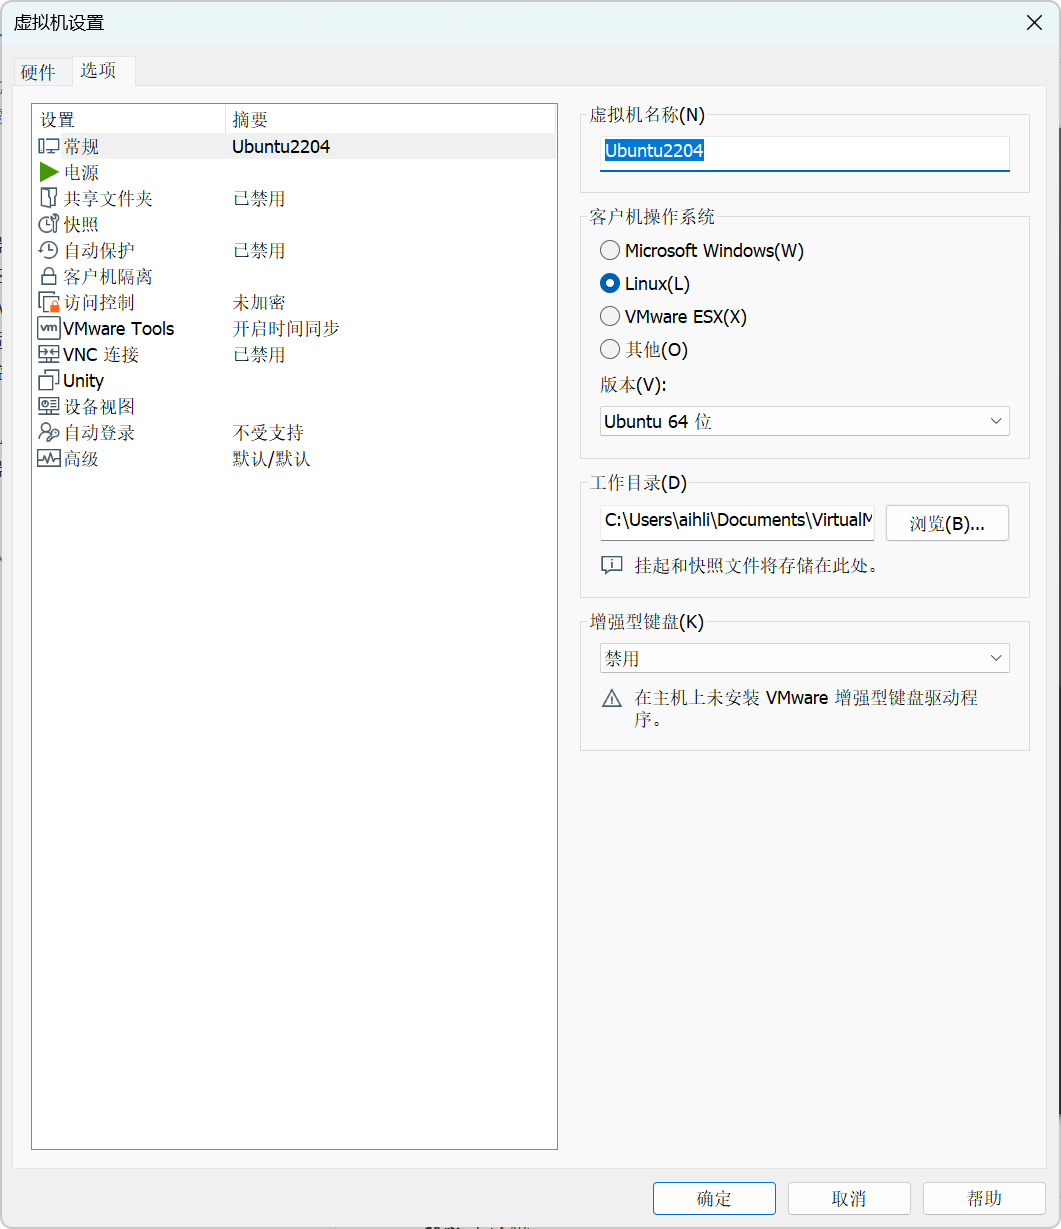 虚拟机设置
硬件 选项
设置 摘要
常规 Ubuntu2204
电源
共享文件夹 已禁用
快照
自动保护 已禁用
客户机隔离
访问控制 未加密
VMware Tools 开启时间同步
VNC 连接 已禁用
Unity
设备视图
自动登录 不受支持
高级 默认/默认
虚拟机名称(N)
Ubuntu2204
客户机操作系统
Microsoft Windows(W)
Linux(L)
VMware ESX(X)
其他(O)
版本(V):
Ubuntu 64 位
工作目录(D)
C:\Users\aihli\Documents\VirtualM
浏览(B)...
挂起和快照文件将存储在此处。
增强型键盘(K)
禁用
在主机上未安装 VMware 增强型键盘驱动程
序。
确定 取消 帮助